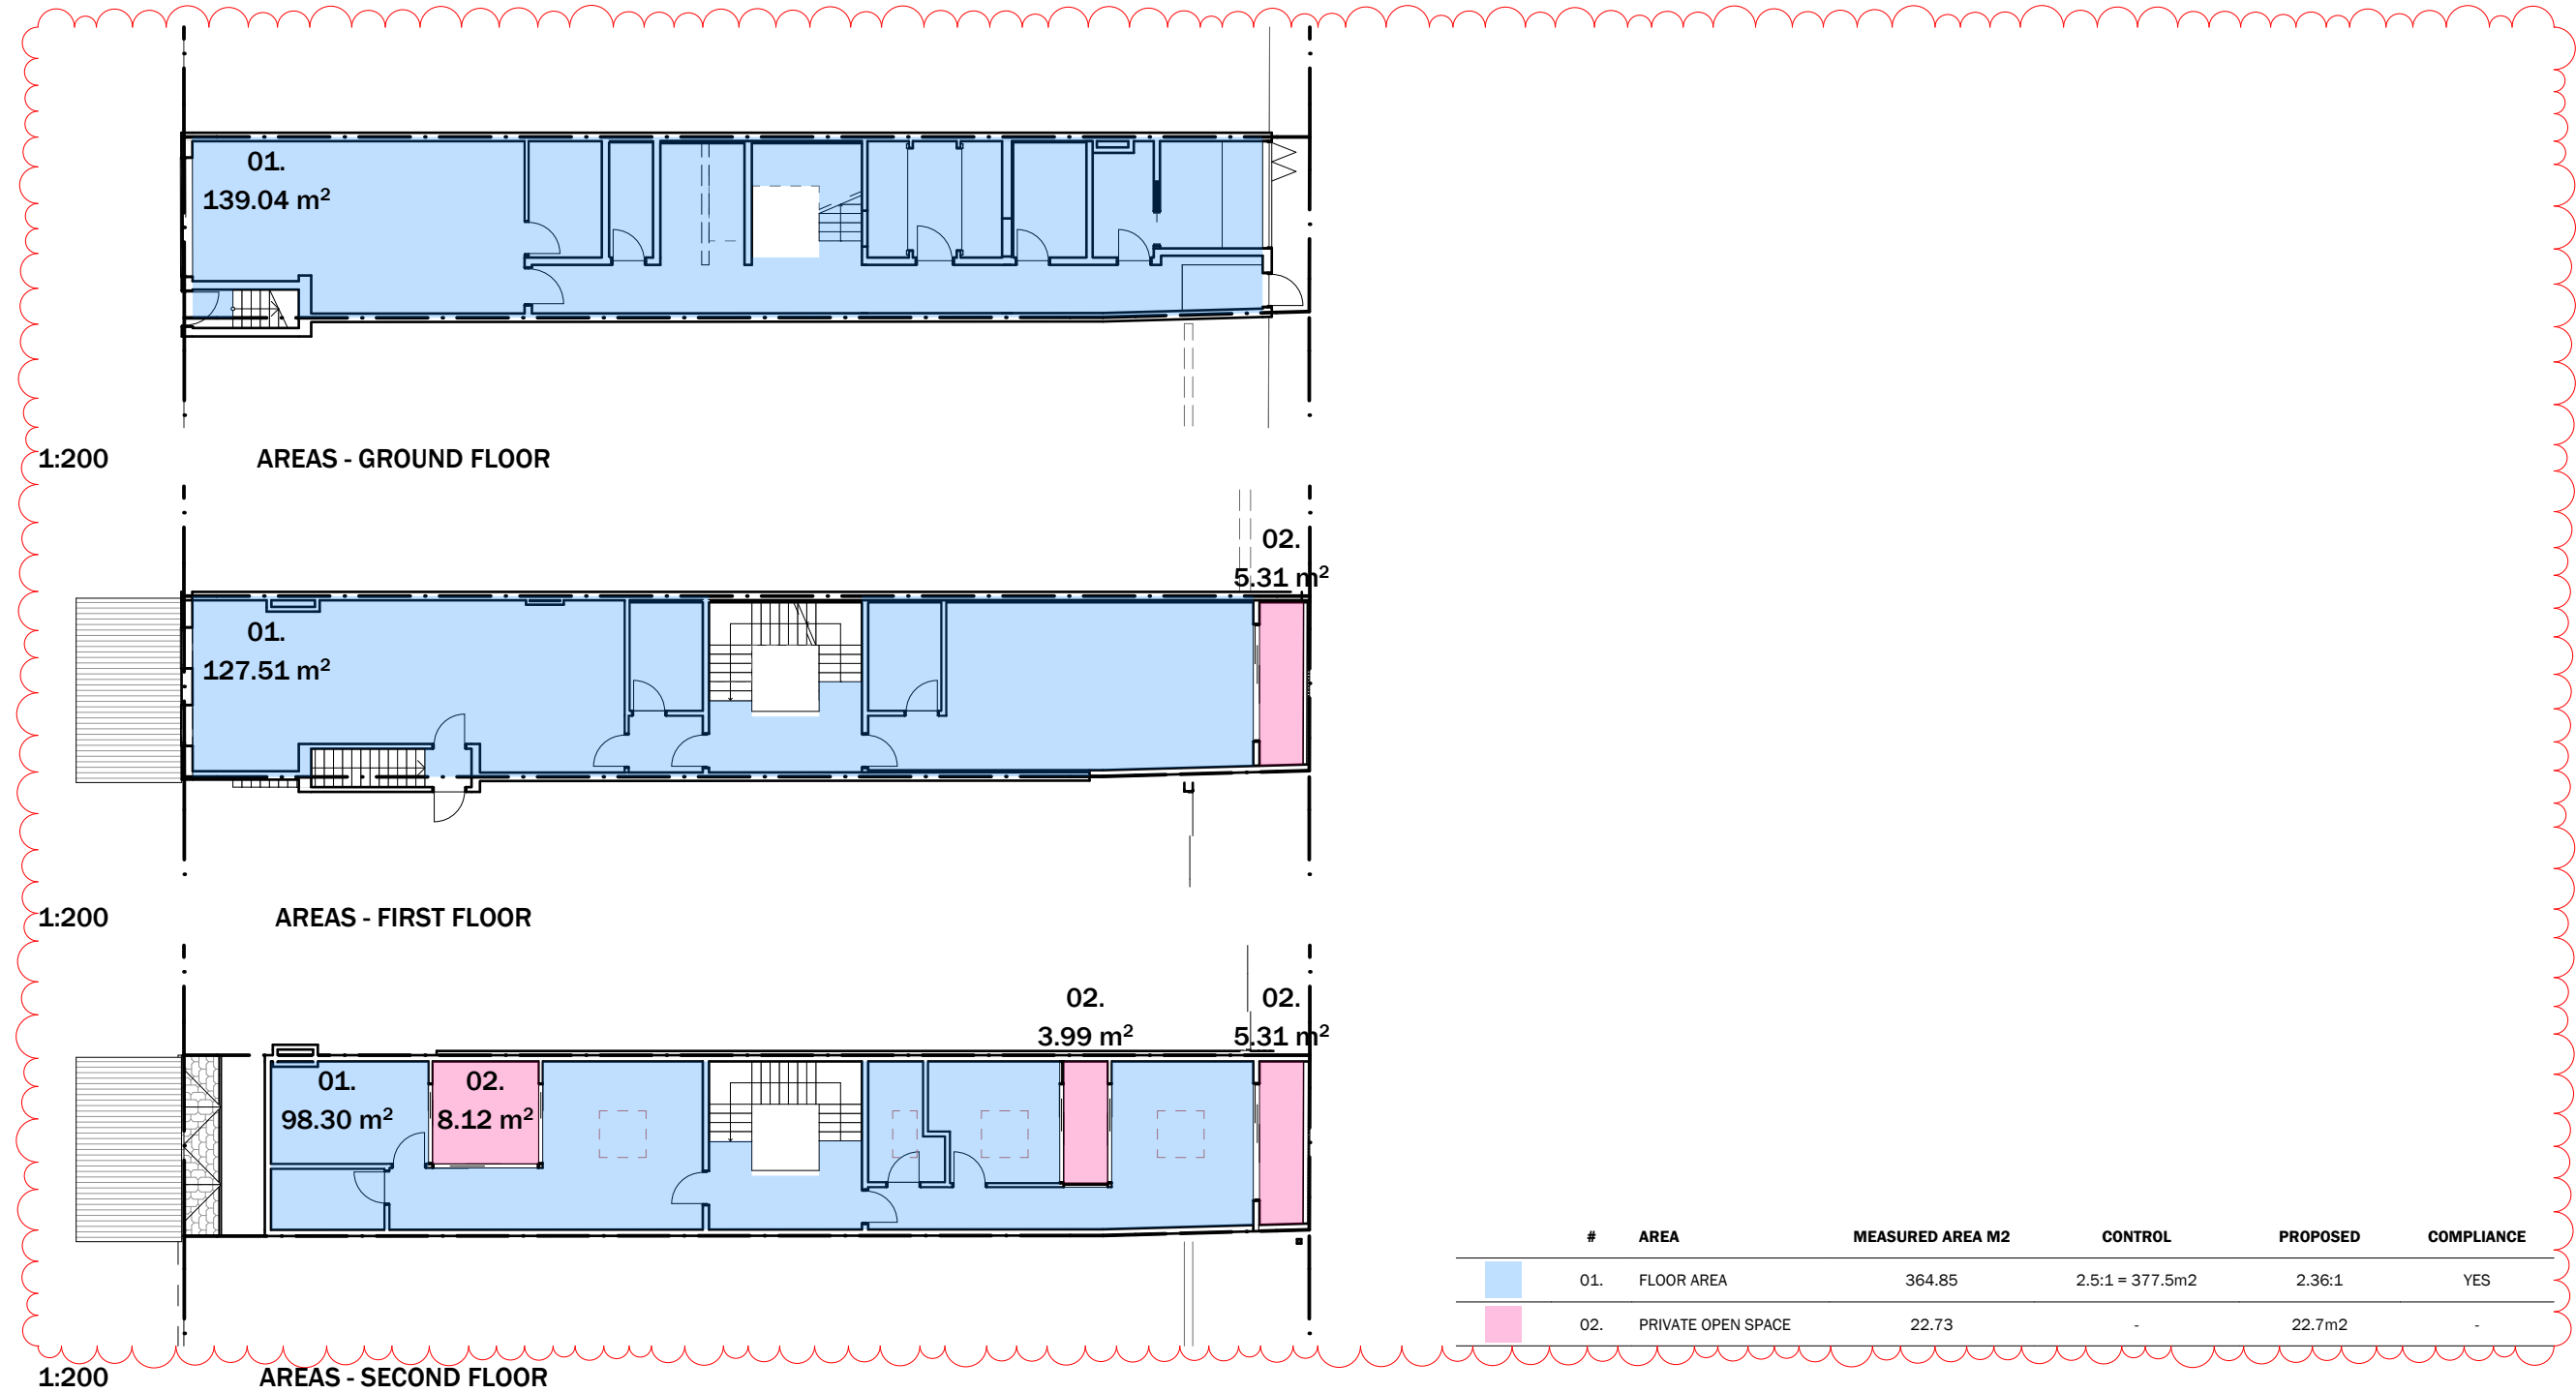 01.
139.04 m²
1:200 AREAS - GROUND FLOOR
02.
5.31 m²
01.
127.51 m²
1:200 AREAS - FIRST FLOOR
02. 02.
3.99 m² 5.31 m²
01. 02.
98.30 m² 8.12 m²
# AREA MEASURED AREA M2 CONTROL PROPOSED COMPLIANCE
01. FLOOR AREA 364.85 2.5:1 = 377.5m2 2.36:1 YES
02. PRIVATE OPEN SPACE 22.73 - 22.7m2 -
1:200 AREAS - SECOND FLOOR